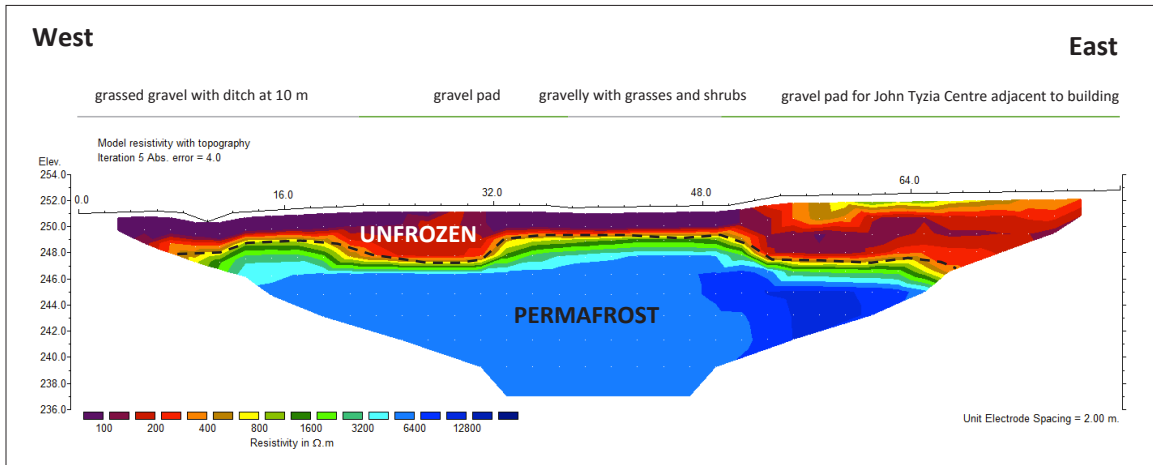 West
East
grassed gravel with ditch at 10 m
gravel pad
gravelly with grasses and shrubs
gravel pad for John Tyzia Centre adjacent to building
Model resistivity with topography
Iteration 5 Abs. error = 4.0
Elev.
254.0
252.0
250.0
248.0
246.0
244.0
242.0
240.0
238.0
236.0
0.0
16.0
32.0
48.0
64.0
UNFROZEN
PERMAFROST
100 200 400 800 1600 3200 6400 12800
Resistivity in Ω.m
Unit Electrode Spacing = 2.00 m.